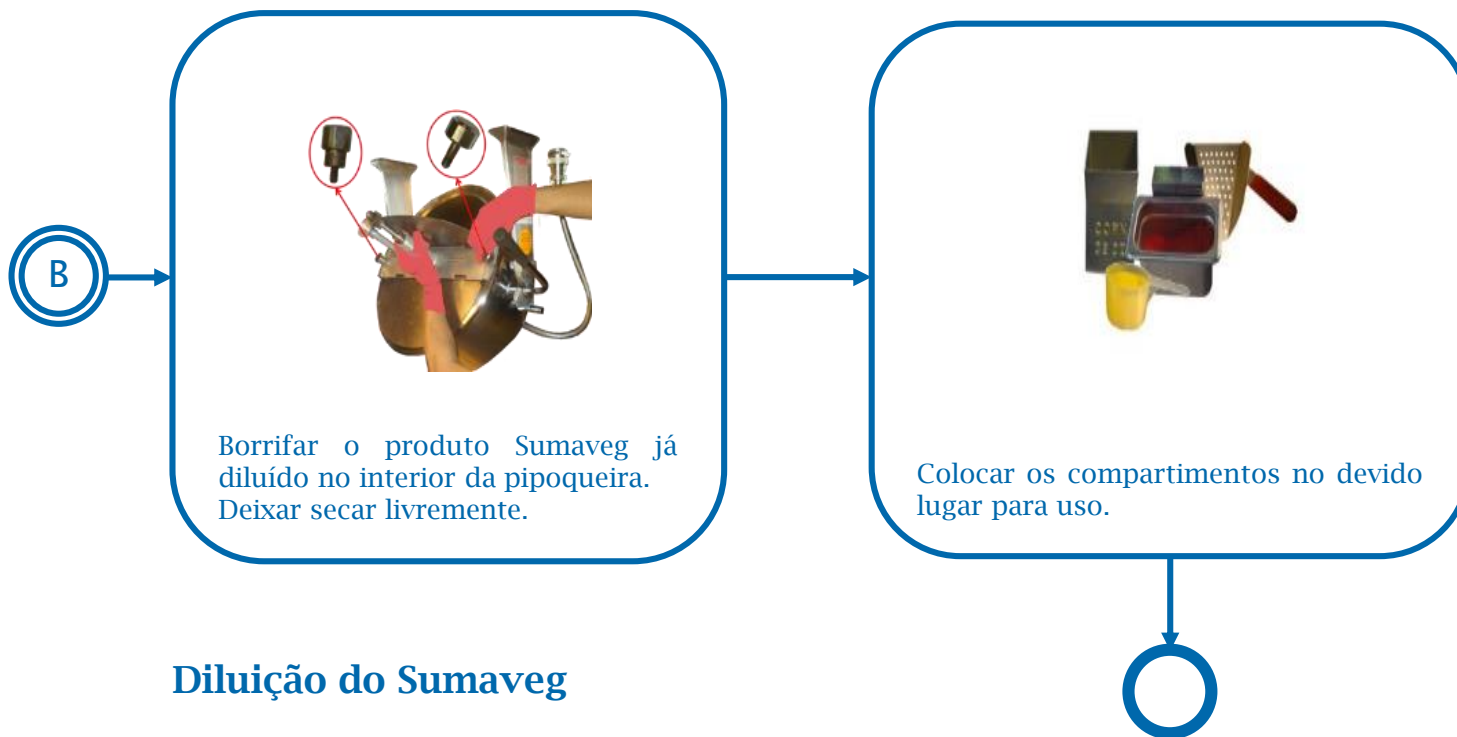 B
Borrifar o produto Sumaveg já
diluído no interior da pipoqueira.
Deixar secar livremente.
CORN
Colocar os compartimentos no devido
lugar para uso.
Diluição do Sumaveg